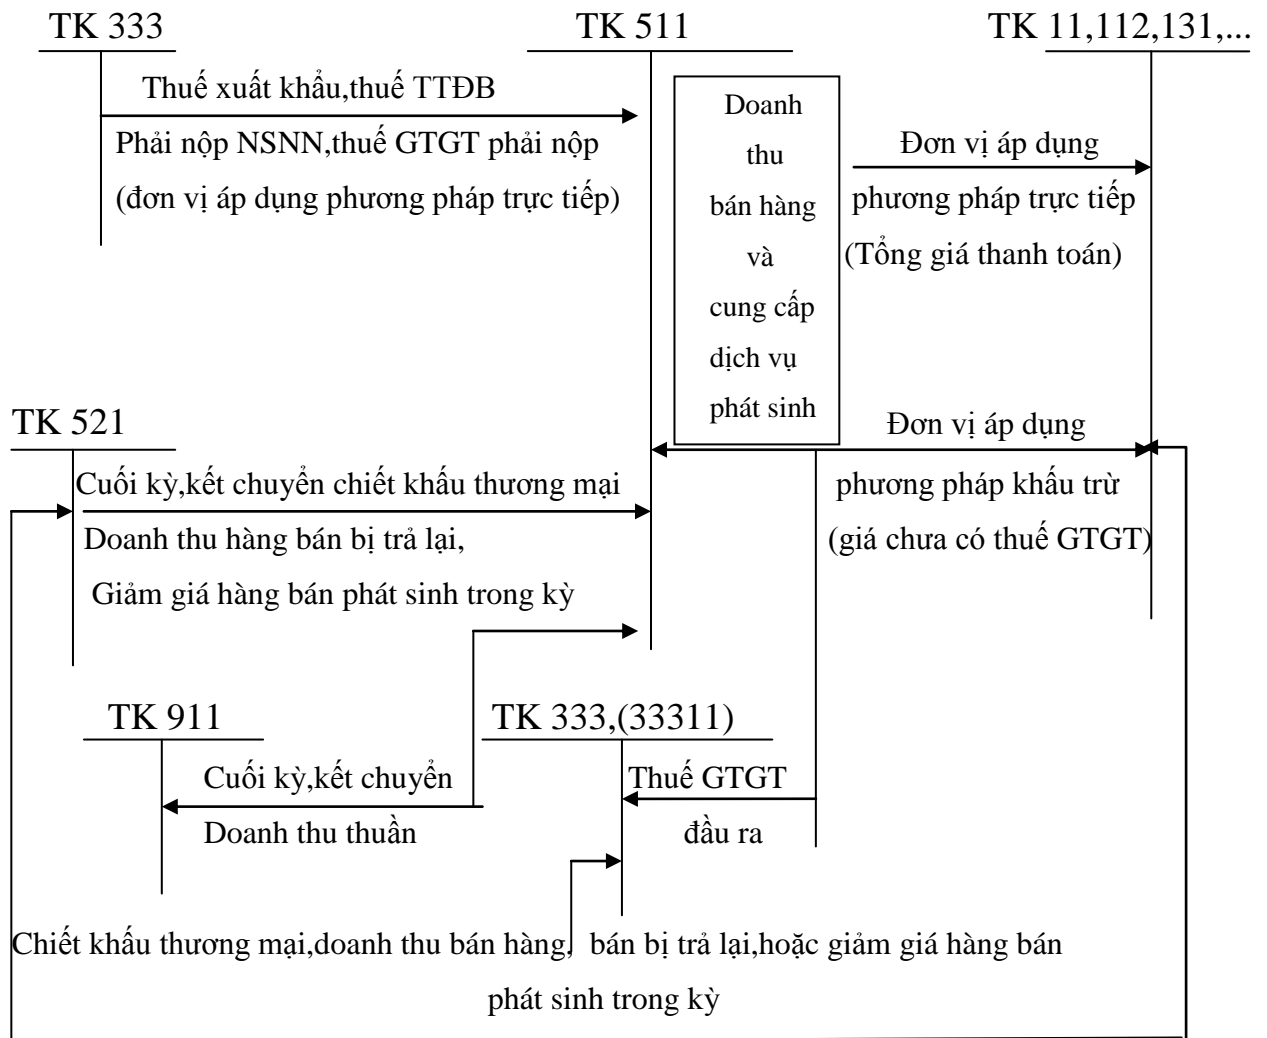 TK 333
TK 511
TK 11,112,131,...
Thuế xuất khẩu,thuế TTĐB
Phải nộp NSNN,thuế GTGT phải nộp
(đơn vị áp dụng phương pháp trực tiếp)
Doanh
thu
bán hàng
và
cung cấp
dịch vụ
phát sinh
Đơn vị áp dụng
phương pháp trực tiếp
(Tổng giá thanh toán)
TK 521
Cuối kỳ,kết chuyển chiết khấu thương mại
Doanh thu hàng bán bị trả lại,
Giảm giá hàng bán phát sinh trong kỳ
Đơn vị áp dụng
phương pháp khấu trừ
(giá chưa có thuế GTGT)
TK 911
TK 333,(33311)
Cuối kỳ,kết chuyển
Doanh thu thuần
Thuế GTGT
đầu ra
Chiết khấu thương mại,doanh thu bán hàng, bán bị trả lại,hoặc giảm giá hàng bán
phát sinh trong kỳ